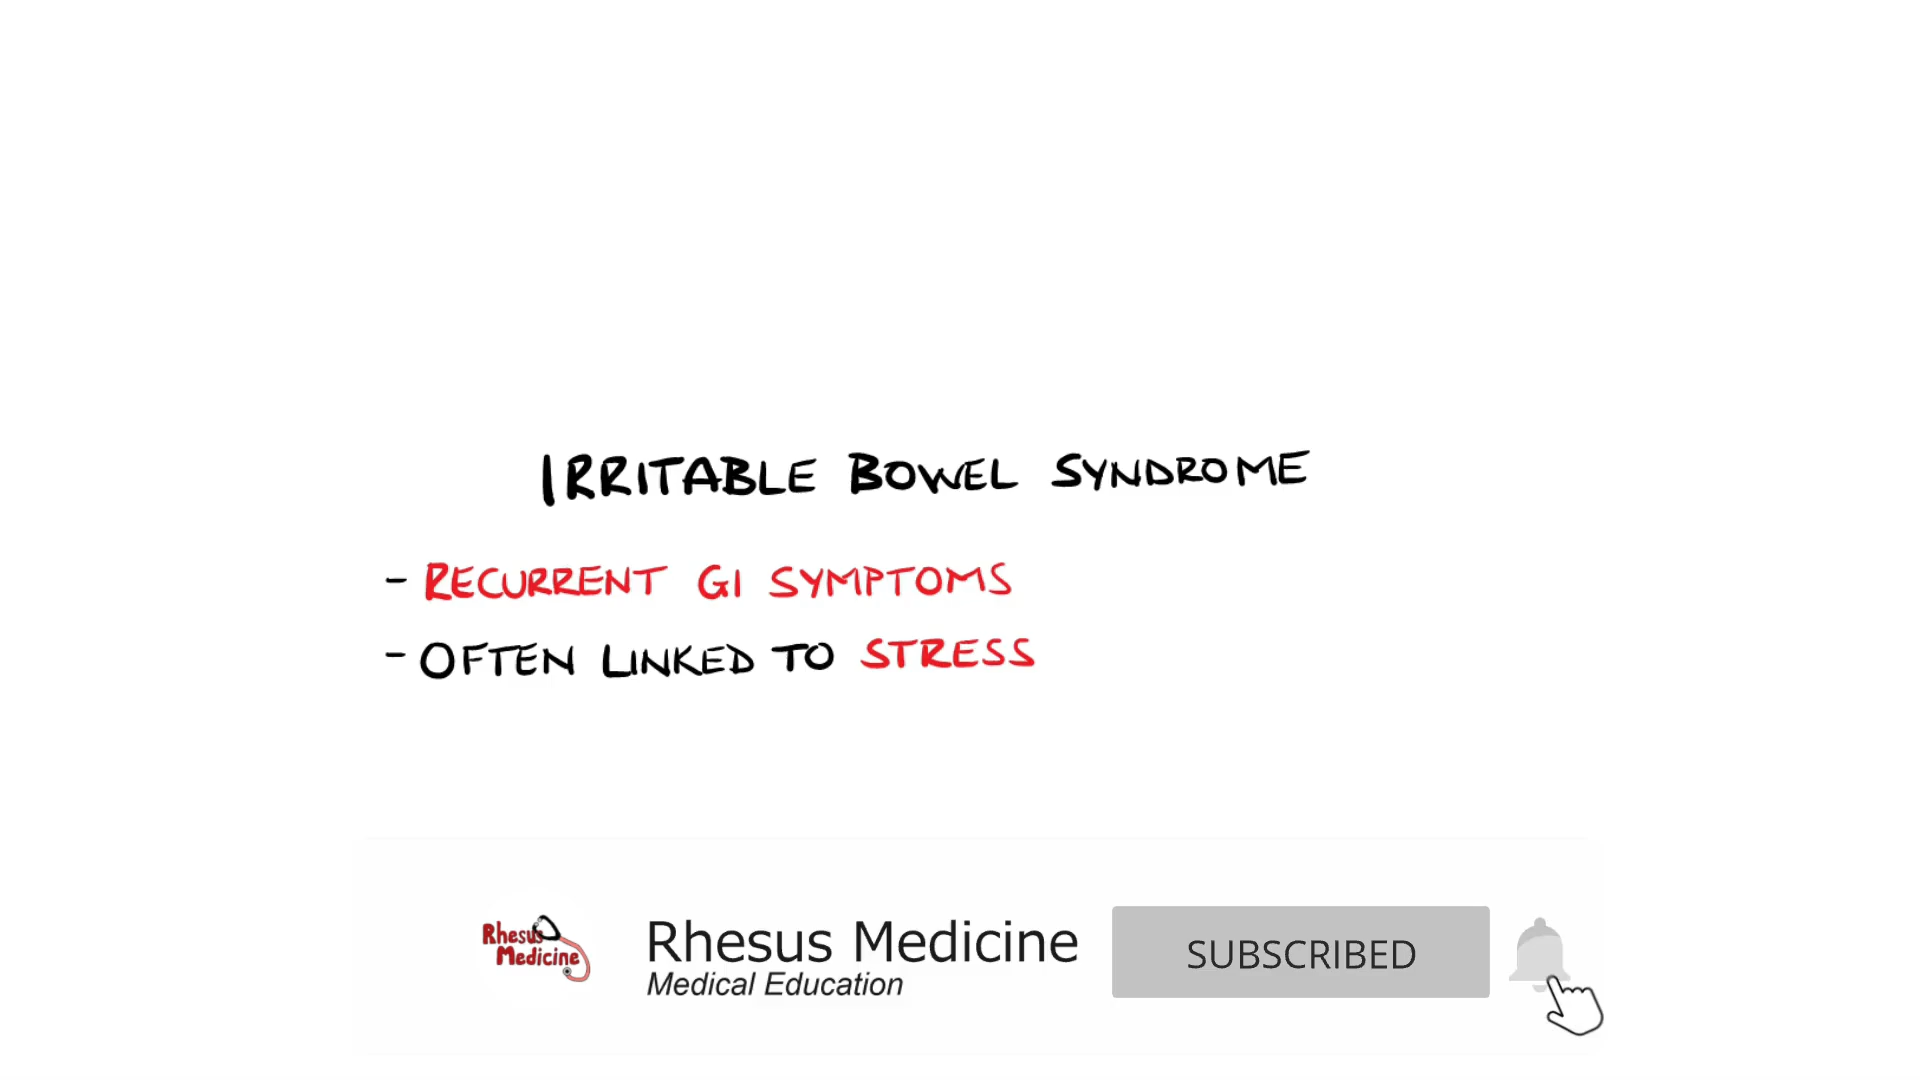 IRRITABLE BOWEL SYNDROME
- RECURRENT GI SYMPTOMS
- OFTEN LINKED TO STRESS
Rhesus
Medicine
Rhesus Medicine
Medical Education
SUBSCRIBED